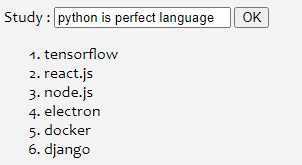 Study : python is perfect language OK
1. tensorflow
2. react.js
3. node.js
4. electron
5. docker
6. django